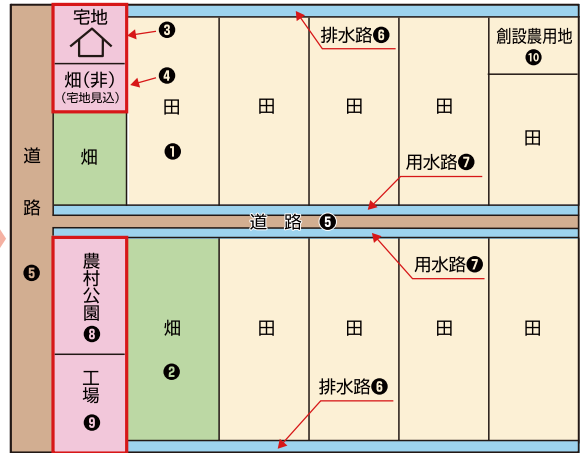 宅地
❸
畑(非)
(宅地見込)
❹
畑
田
❶
田
田
田
排水路❻
創設農用地
❿
田
用水路❼
道路
❺
道 路 ❺
農村公園
❽
工場
❾
畑
❷
田
田
田
田
用水路❼
排水路❻